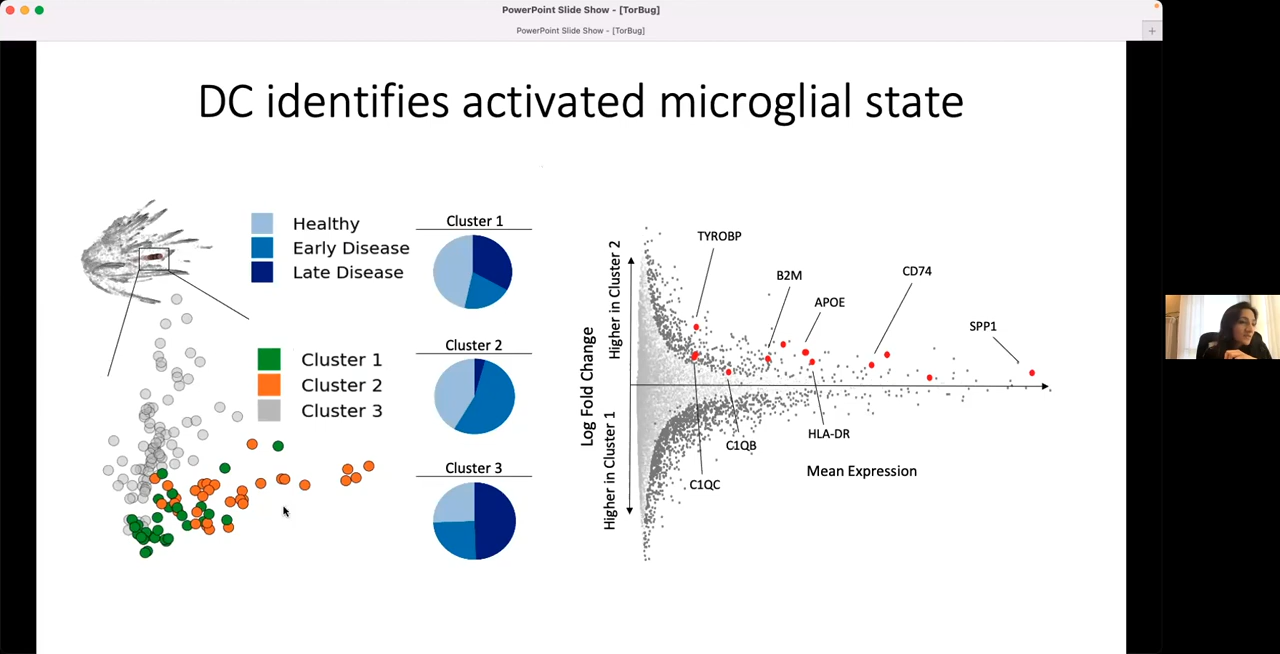 PowerPoint Slide Show - [TorBug]
PowerPoint Slide Show - [TorBug]
DC identifies activated microglial state
Healthy
Early Disease
Late Disease
Cluster 1
Cluster 2
Cluster 3
Cluster 1
Cluster 2
Cluster 3
Log Fold Change
Higher in Cluster 2
Higher in Cluster 1
TYROBP
B2M
APOE
CD74
SPP1
C1QC
C1QB
HLA-DR
Mean Expression